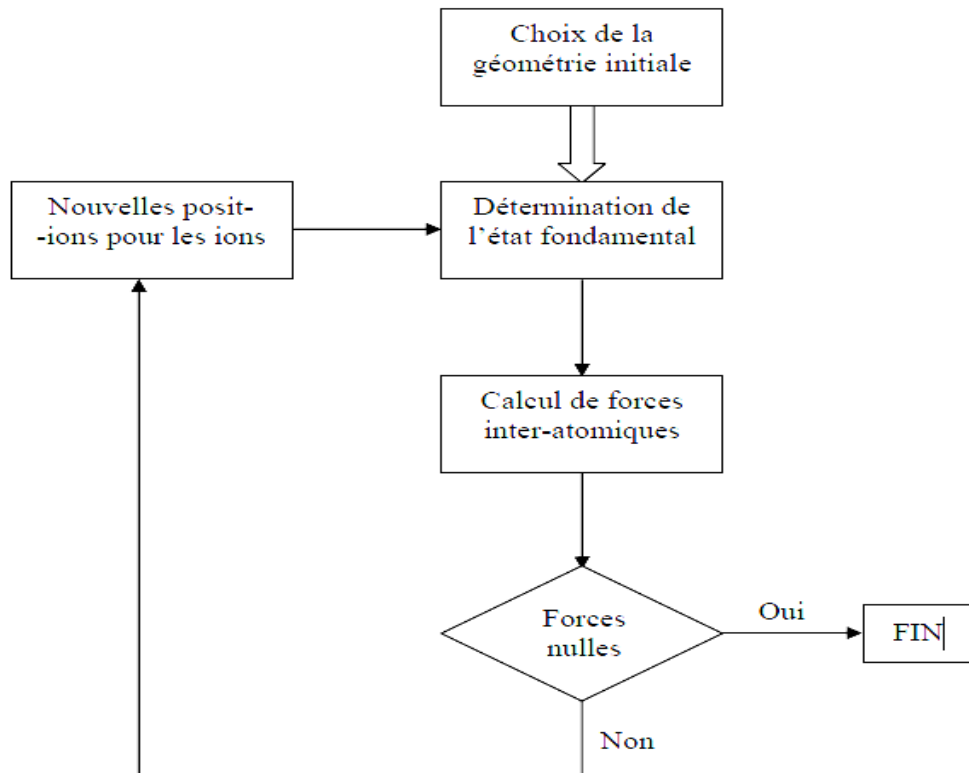 Choix de la
géométrie initiale
Nouvelles posit-
-ions pour les ions
Détermination de
l’état fondamental
Calcul de forces
inter-atomiques
Forces
nulles
Oui
FIN
Non